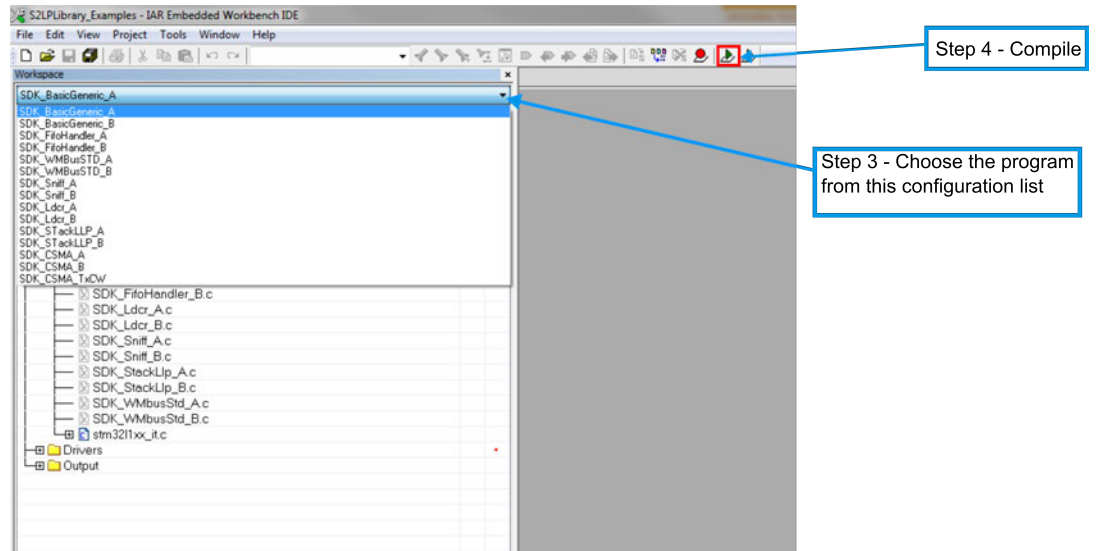 S2LPLibrary_Examples - IAR Embedded Workbench IDE
File Edit View Project Tools Window Help
Step 4 - Compile
Workspace
SDK_BasicGeneric_A
SDK_BasicGeneric_A
SDK_BasicGeneric_B
SDK_FifoHandler_A
SDK_FifoHandler_B
SDK_WMBusSTD_A
SDK_WMBusSTD_B
SDK_Sniff_A
SDK_Sniff_B
SDK_Ldcr_A
SDK_Ldcr_B
SDK_STackLLP_A
SDK_STackLLP_B
SDK_CSMA_A
SDK_CSMA_B
SDK_CSMA_TxCW
Step 3 - Choose the program
from this configuration list
SDK_FifoHandler_B.c
SDK_Ldcr_A.c
SDK_Ldcr_B.c
SDK_Sniff_A.c
SDK_Sniff_B.c
SDK_StackLlp_A.c
SDK_StackLlp_B.c
SDK_WMbusStd_A.c
SDK_WMbusStd_B.c
stm32l1xx_it.c
Drivers
Output